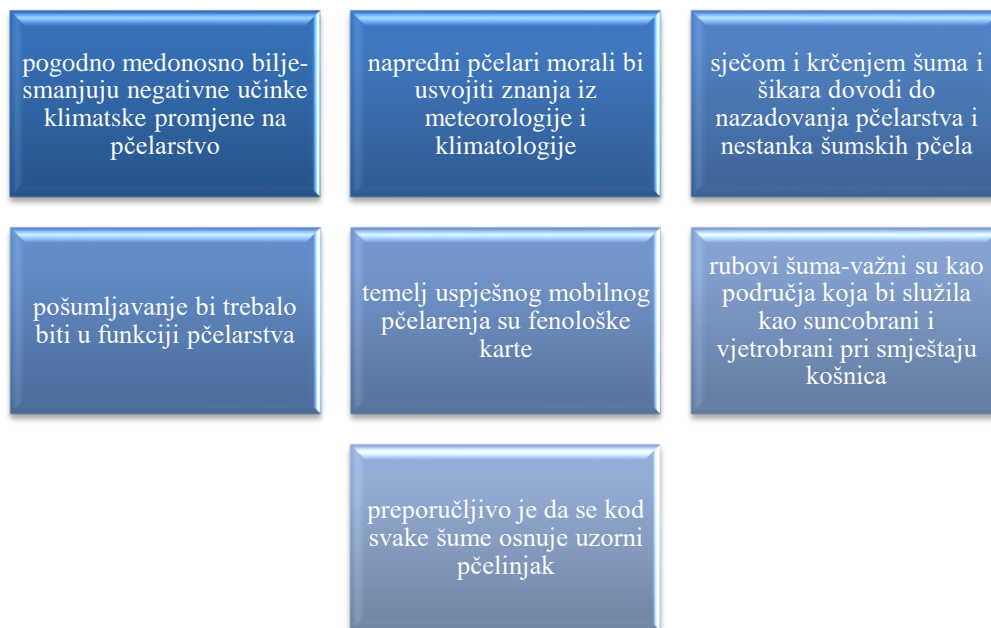 pogodno medonosno bilje-
smanjuju negativne učinke
klimatske promjene na
pčelarstvo
napredni pčelari morali bi
usvojiti znanja iz
meteorologije i
klimatologije
sječom i krčenjem šuma i
šikara dovodi do
nazadovanja pčelarstva i
nestanka šumskih pčela
pošumljavanje bi trebalo
biti u funkciji pčelarstva
temelj uspješnog mobilnog
pčelarenja su fenološke
karte
rubovi šuma-važni su kao
područja koja bi služila
kao suncobrani i
vjetrobrani pri smještaju
košnica
preporučljivo je da se kod
svake šume osnuje uzorni
pčelinjak